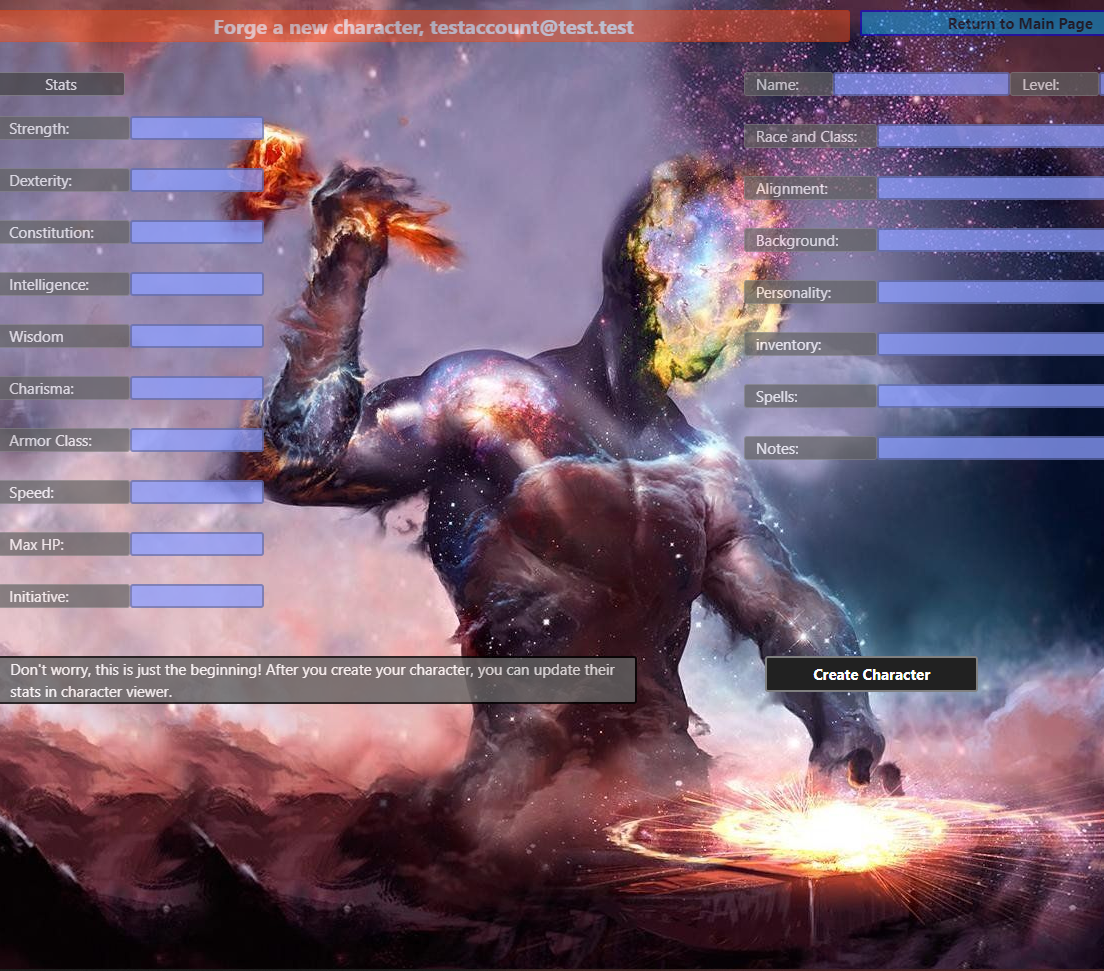 Forge a new character, testaccount@test.test
Return to Main Page
Stats
Name:
Level:
Strength:
Race and Class:
Dexterity:
Alignment:
Constitution:
Background:
Intelligence:
Personality:
Wisdom
inventory:
Charisma:
Spells:
Armor Class:
Notes:
Speed:
Max HP:
Initiative:
Don't worry, this is just the beginning! After you create your character, you can update their
stats in character viewer.
Create Character